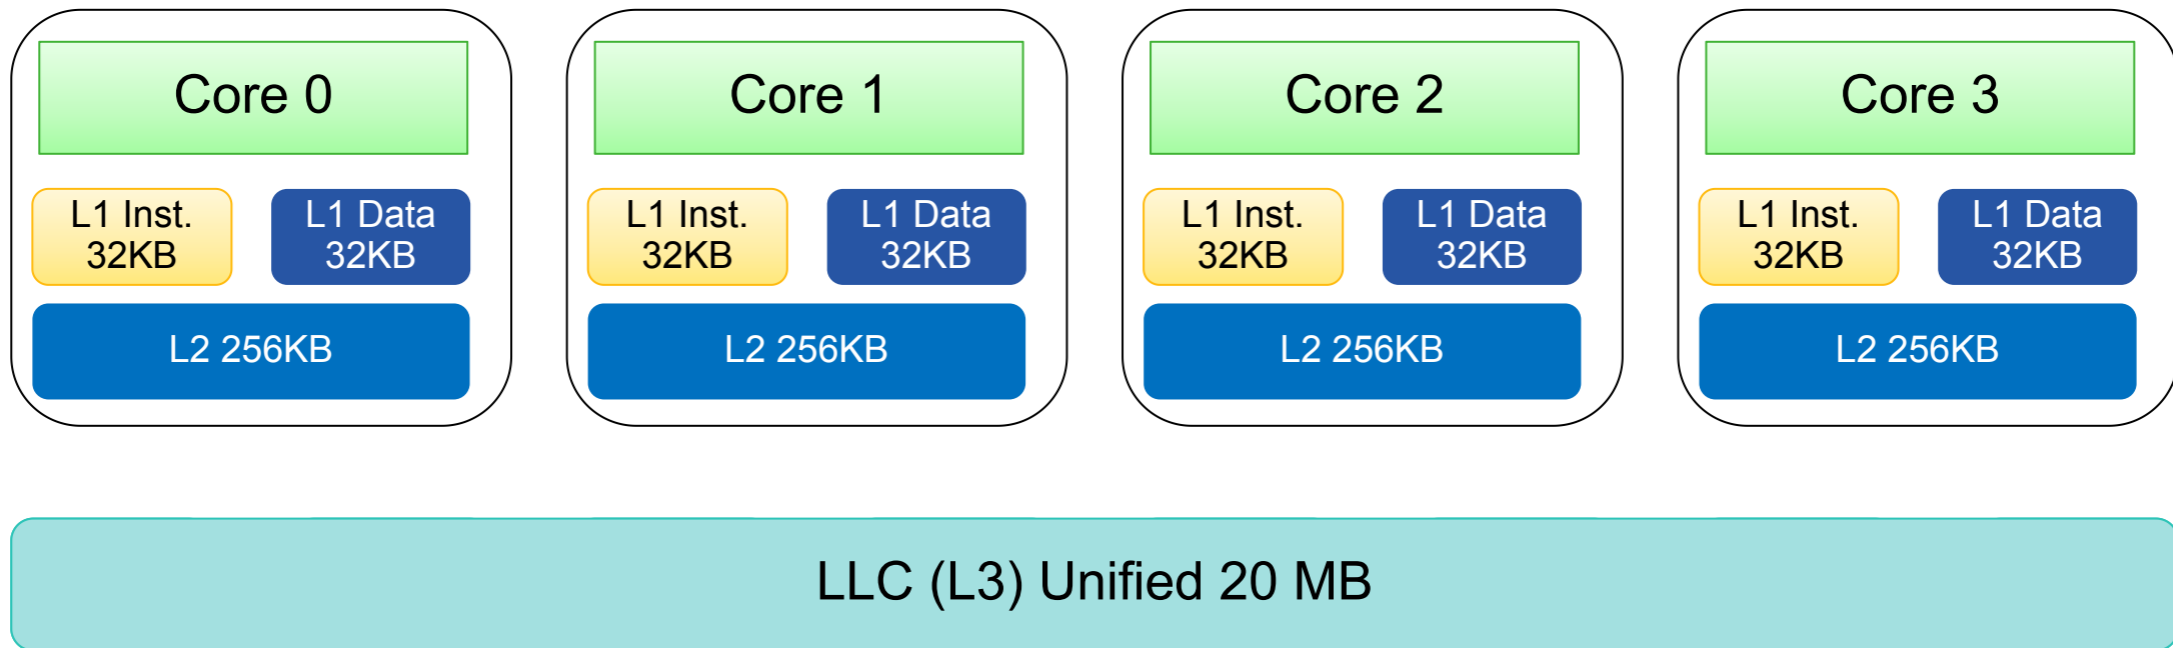 Core 0
Core 1
Core 2
Core 3
L1 Inst.
32KB
L1 Data
32KB
L1 Inst.
32KB
L1 Data
32KB
L1 Inst.
32KB
L1 Data
32KB
L1 Inst.
32KB
L1 Data
32KB
L2 256KB
L2 256KB
L2 256KB
L2 256KB
LLC (L3) Unified 20 MB